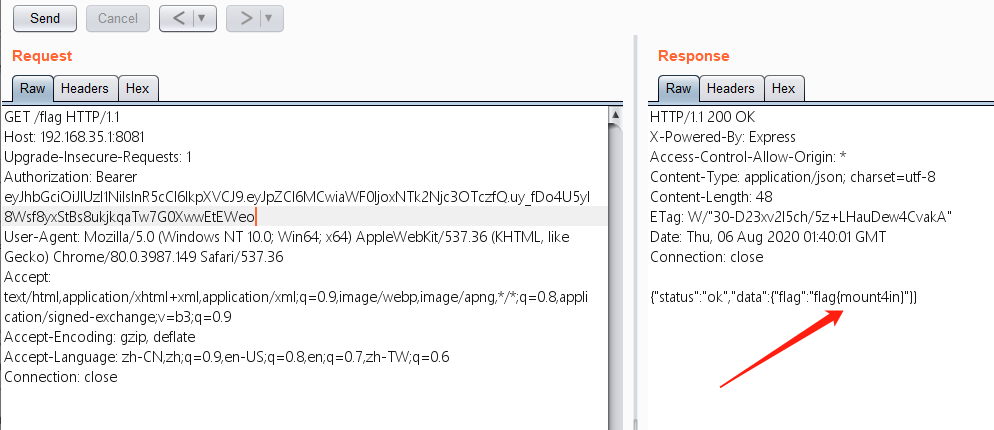 Send
Cancel
< ▼
> ▼
Request
Response
Raw Headers Hex
Raw Headers Hex
GET /flag HTTP/1.1
Host: 192.168.35.1:8081
Upgrade-Insecure-Requests: 1
Authorization: Bearer
eyJhbGciOiJIUzI1NiIsInR5cCI6IkpXVCJ9.eyJpZCI6MCwiaWF0IjoxNTk2Njc3OTczfQ.uy_fDo4U5yI
8Wsf8yxStBs8ukjkqaTw7G0XwwEtEWeo
User-Agent: Mozilla/5.0 (Windows NT 10.0; Win64; x64) AppleWebKit/537.36 (KHTML, like
Gecko) Chrome/80.0.3987.149 Safari/537.36
Accept:
text/html,application/xhtml+xml,application/xml;q=0.9,image/webp,image/apng,*/*;q=0.8,appli
cation/signed-exchange;v=b3;q=0.9
Accept-Encoding: gzip, deflate
Accept-Language: zh-CN,zh;q=0.9,en-US;q=0.8,en;q=0.7,zh-TW;q=0.6
Connection: close
HTTP/1.1 200 OK
X-Powered-By: Express
Access-Control-Allow-Origin: *
Content-Type: application/json; charset=utf-8
Content-Length: 48
ETag: W/"30-D23xv2I5ch/5z+LHauDew4CvakA"
Date: Thu, 06 Aug 2020 01:40:01 GMT
Connection: close
{"status":"ok","data":{"flag":"flag{mount4in}"}}